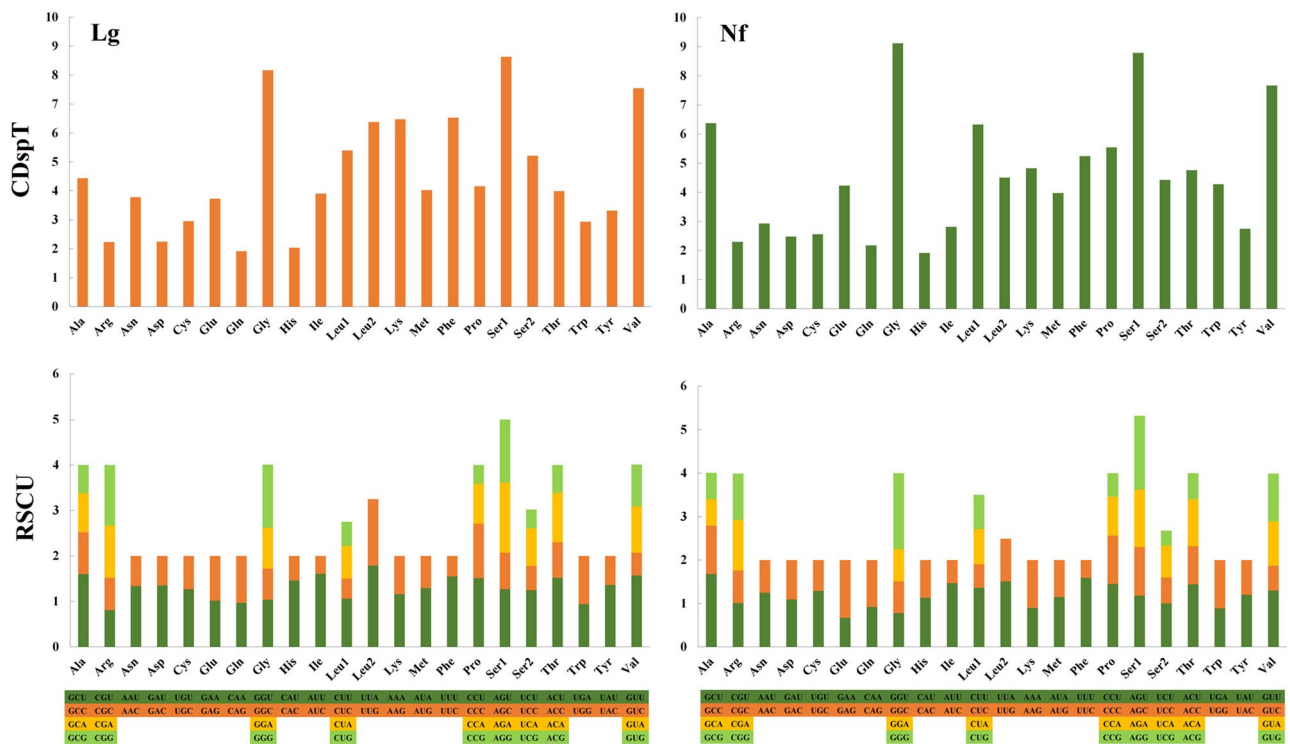 Lg
CDspT
10
9
8
7
6
5
4
3
2
1
0
Ala Arg Asn Asp Cys Glu Gln Gly His Ile Leu1 Leu2 Lys Met Phe Pro Ser1 Ser2 Thr Trp Tyr Val
Nf
10
9
8
7
6
5
4
3
2
1
0
Ala Arg Asn Asp Cys Glu Gln Gly His Ile Leu1 Leu2 Lys Met Phe Pro Ser1 Ser2 Thr Trp Tyr Val
RSCU
6
5
4
3
2
1
0
Ala Arg Asn Asp Cys Glu Gln Gly His Ile Leu1 Leu2 Lys Met Phe Pro Ser1 Ser2 Thr Trp Tyr Val
GCU CGU AAU GAU UGU GAA CAA GGU CAU AUU CUU UUA AAA AUA UUU CCU AGU UCU ACU UGA UAU GUU
GCC CGC AAC GAC UGC GAG CAG GGC CAC AUC CUC UUG AAG AUG UUC CCC AGC UCC ACC UGG UAC GUC
GCA CGA GGA CUA CCA AGA UCA ACA GUA
GCG CGG GGG CUG CCG AGG UCG ACG GUG
6
5
4
3
2
1
0
Ala Arg Asn Asp Cys Glu Gln Gly His Ile Leu1 Leu2 Lys Met Phe Pro Ser1 Ser2 Thr Trp Tyr Val
GCU CGU AAU GAU UGU GAA CAA GGU CAU AUU CUU UUA AAA AUA UUU CCU AGU UCU ACU UGA UAU GUU
GCC CGC AAC GAC UGC GAG CAG GGC CAC AUC CUC UUG AAG AUG UUC CCC AGC UCC ACC UGG UAC GUC
GCA CGA GGA CUA CCA AGA UCA ACA GUA
GCG CGG GGG CUG CCG AGG UCG ACG GUG